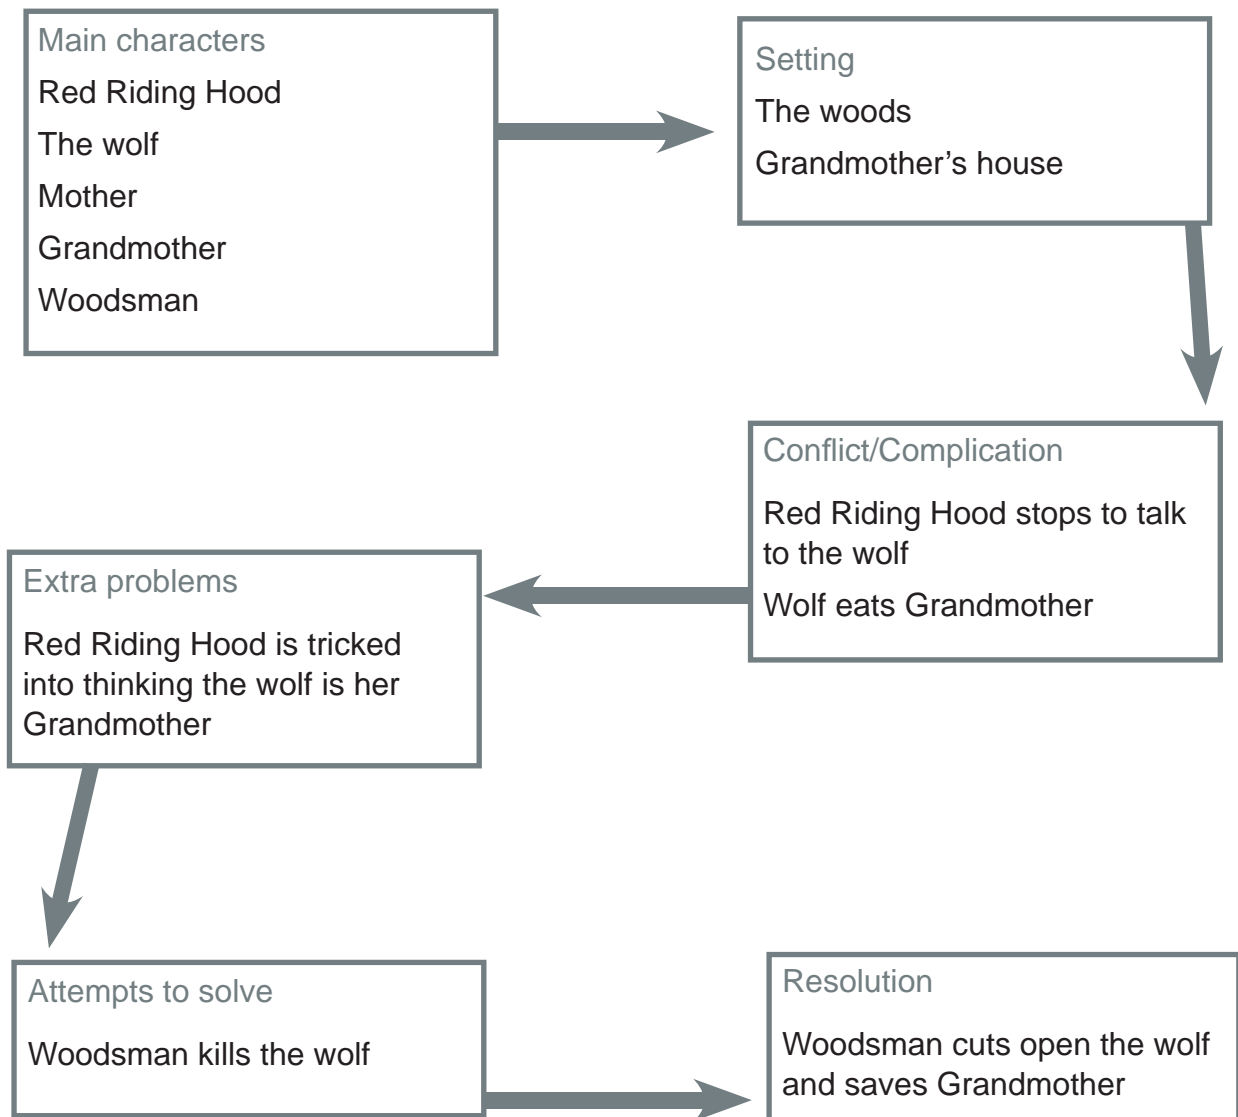 Main characters
Red Riding Hood
The wolf
Mother
Grandmother
Woodsman
Setting
The woods
Grandmother’s house
Conflict/Complication
Red Riding Hood stops to talk
to the wolf
Wolf eats Grandmother
Extra problems
Red Riding Hood is tricked
into thinking the wolf is her
Grandmother
Attempts to solve
Woodsman kills the wolf
Resolution
Woodsman cuts open the wolf
and saves Grandmother